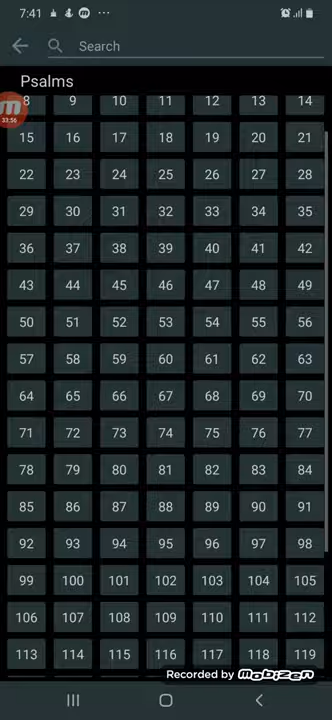 7:41
Search
Psalms
33:56
8 9 10 11 12 13 14
15 16 17 18 19 20 21
22 23 24 25 26 27 28
29 30 31 32 33 34 35
36 37 38 39 40 41 42
43 44 45 46 47 48 49
50 51 52 53 54 55 56
57 58 59 60 61 62 63
64 65 66 67 68 69 70
71 72 73 74 75 76 77
78 79 80 81 82 83 84
85 86 87 88 89 90 91
92 93 94 95 96 97 98
99 100 101 102 103 104 105
106 107 108 109 110 111 112
113 114 115 116 117 118 119
Recorded by Mobizen